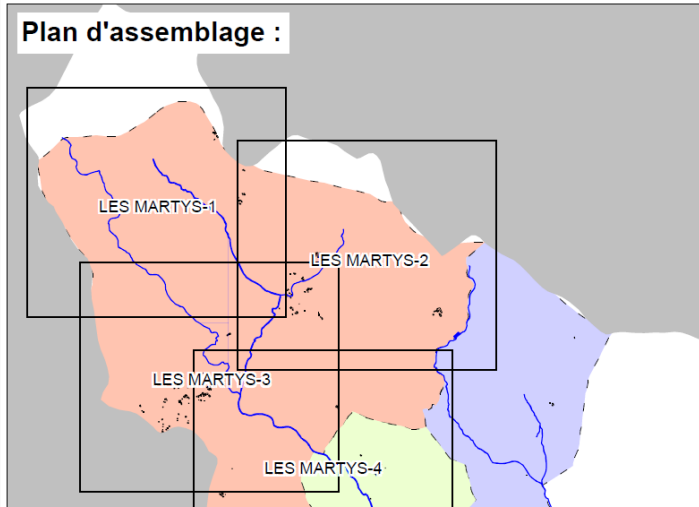 Plan d'assemblage :
LES MARTYS-1
LES MARTYS-2
LES MARTYS-3
LES MARTYS-4